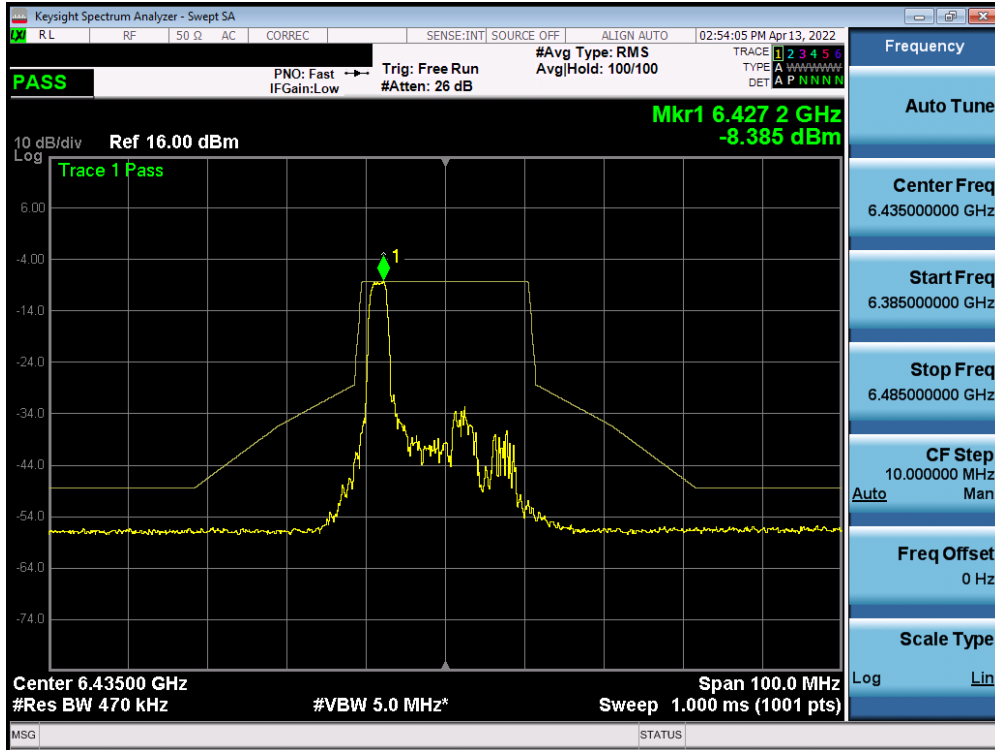 Keysight Spectrum Analyzer - Swept SA
LXI RL RF 50 Ω AC CORREC SENSE:INT SOURCE OFF ALIGN AUTO 02:54:05 PM Apr 13, 2022
PASS
PNO: Fast
IFGain:Low
Trig: Free Run
#Atten: 26 dB
#Avg Type: RMS
Avg|Hold: 100/100
TRACE 1 2 3 4 5 6
TYPE A W W W W W
DET A P N N N N
Mkr1 6.427 2 GHz
-8.385 dBm
10 dB/div Ref 16.00 dBm
Log
Trace 1 Pass
1
6.00
-4.00
-14.0
-24.0
-34.0
-44.0
-54.0
-64.0
-74.0
Center 6.43500 GHz Span 100.0 MHz
#Res BW 470 kHz #VBW 5.0 MHz* Sweep 1.000 ms (1001 pts)
MSG STATUS
Frequency
Auto Tune
Center Freq
6.435000000 GHz
Start Freq
6.385000000 GHz
Stop Freq
6.485000000 GHz
CF Step
10.000000 MHz
Auto Man
Freq Offset
0 Hz
Scale Type
Log Lin